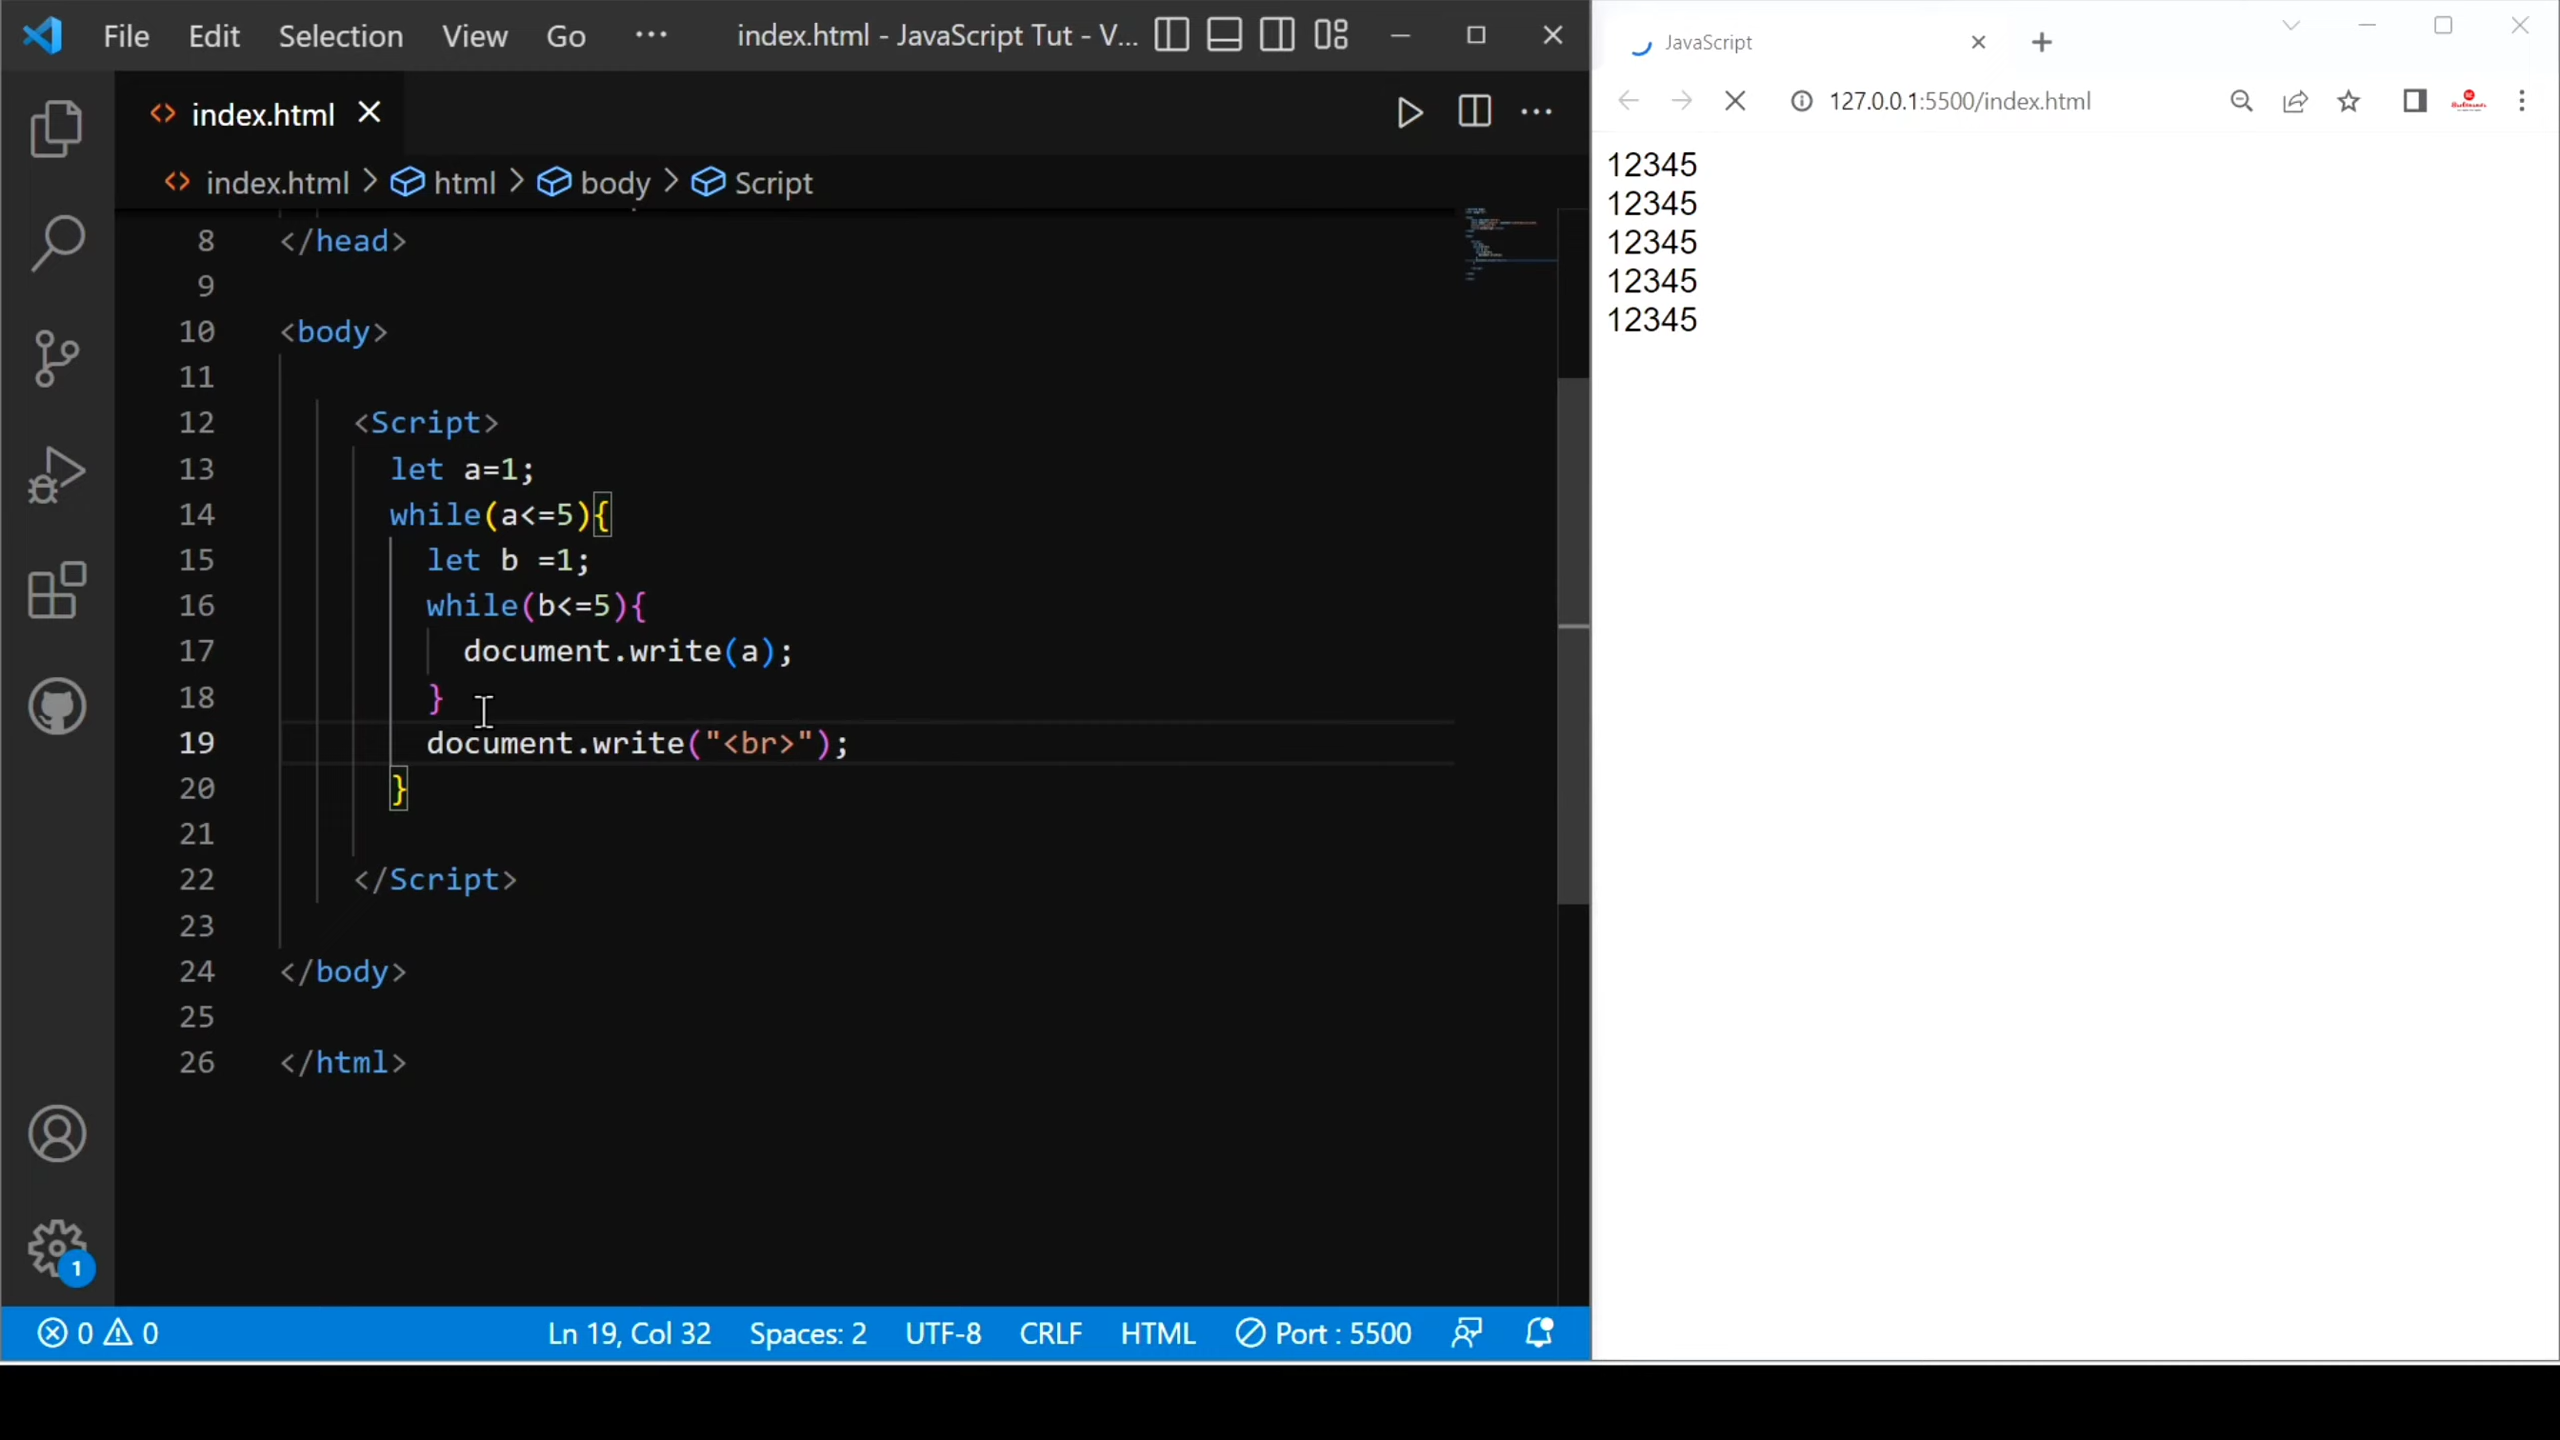 File Edit Selection View Go ··· index.html - JavaScript Tut - V...
index.html
index.html > html > body > Script
8 </head>
9
10 <body>
11
12 <Script>
13 let a=1;
14 while(a<=5){
15 let b =1;
16 while(b<=5){
17 document.write(a);
18 }
19 document.write("<br>");
20 }
21
22 </Script>
23
24 </body>
25
26 </html>
1
0 0 Ln 19, Col 32 Spaces: 2 UTF-8 CRLF HTML Port : 5500
JavaScript
127.0.0.1:5500/index.html
12345
12345
12345
12345
12345